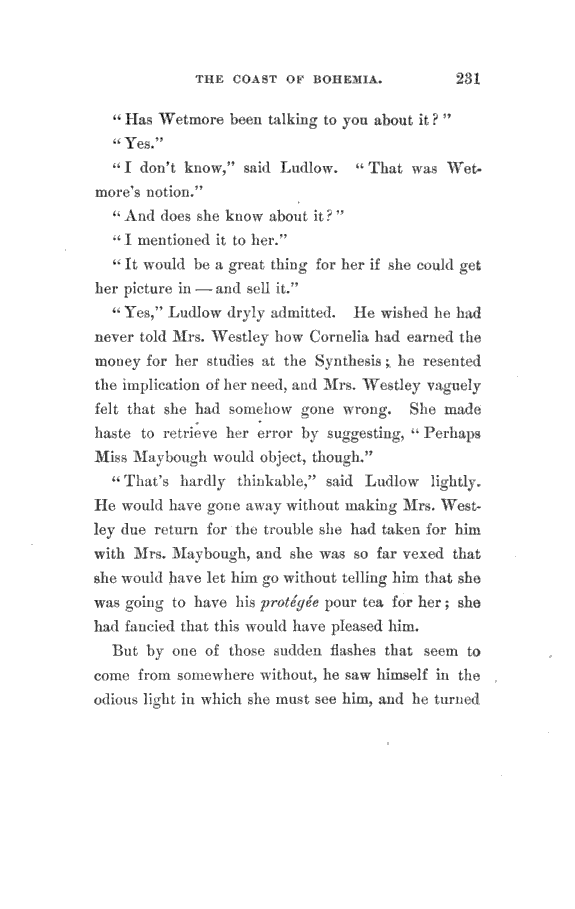 THE COAST OF BOHEMIA. 231
“Has Wetmore been talking to you about it?”
“Yes.”
“I don't know,” said Ludlow. “That was Wet-
more's notion.”
“And does she know about it?”
“I mentioned it to her.”
“It would be a great thing for her if she could get
her picture in — and sell it.”
“Yes,” Ludlow dryly admitted. He wished he had
never told Mrs. Westley how Cornelia had earned the
money for her studies at the Synthesis; he resented
the implication of her need, and Mrs. Westley vaguely
felt that she had somehow gone wrong. She made
haste to retrieve her error by suggesting, “Perhaps
Miss Maybough would object, though.”
“That's hardly thinkable,” said Ludlow lightly.
He would have gone away without making Mrs. West-
ley due return for the trouble she had taken for him
with Mrs. Maybough, and she was so far vexed that
she would have let him go without telling him that she
was going to have his protégée pour tea for her; she
had fancied that this would have pleased him.
But by one of those sudden flashes that seem to
come from somewhere without, he saw himself in the
odious light in which she must see him, and he turned